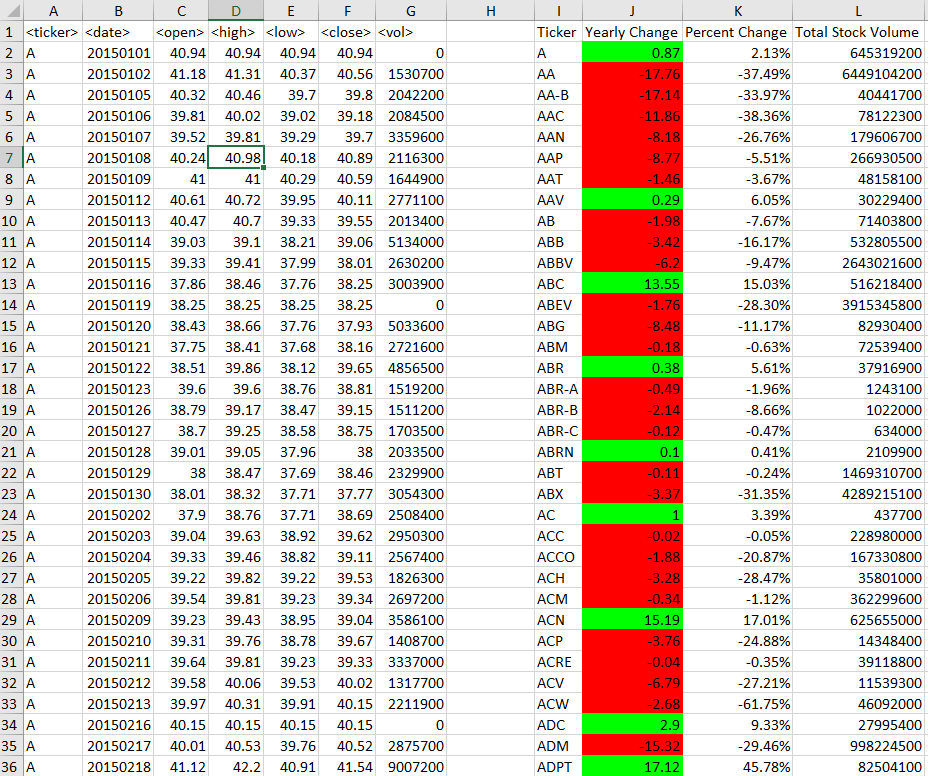 A B C D E F G H I J K L
1 <ticker> <date> <open> <high> <low> <close> <vol> Ticker Yearly Change Percent Change Total Stock Volume
2 A 20150101 40.94 40.94 40.94 40.94 0 A 0.87 2.13% 645319200
3 A 20150102 41.18 41.31 40.37 40.56 1530700 AA -17.76 -37.49% 6449104200
4 A 20150105 40.32 40.46 39.7 39.8 2042200 AA-B -17.14 -33.97% 40441700
5 A 20150106 39.81 40.02 39.02 39.18 2084500 AAC -11.86 -38.36% 78122300
6 A 20150107 39.52 39.81 39.29 39.7 3359600 AAN -8.18 -26.76% 179606700
7 A 20150108 40.24 40.98 40.18 40.89 2116300 AAP -8.77 -5.51% 266930500
8 A 20150109 41 41 40.29 40.59 1644900 AAT -1.46 -3.67% 48158100
9 A 20150112 40.61 40.72 39.95 40.11 2771100 AAV 0.29 6.05% 30229400
10 A 20150113 40.47 40.7 39.33 39.55 2013400 AB -1.98 -7.67% 71403800
11 A 20150114 39.03 39.1 38.21 39.06 5134000 ABB -3.42 -16.17% 532805500
12 A 20150115 39.33 39.41 37.99 38.01 2630200 ABBV -6.2 -9.47% 2643021600
13 A 20150116 37.86 38.46 37.76 38.25 3003900 ABC 13.55 15.03% 516218400
14 A 20150119 38.25 38.25 38.25 38.25 0 ABEV -1.76 -28.30% 3915345800
15 A 20150120 38.43 38.66 37.76 37.93 5033600 ABG -8.48 -11.17% 82930400
16 A 20150121 37.75 38.41 37.68 38.16 2721600 ABM -0.18 -0.63% 72539400
17 A 20150122 38.51 39.86 38.12 39.65 4856500 ABR 0.38 5.61% 37916900
18 A 20150123 39.6 39.6 38.76 38.81 1519200 ABR-A -0.49 -1.96% 1243100
19 A 20150126 38.79 39.17 38.47 39.15 1511200 ABR-B -2.14 -8.66% 1022000
20 A 20150127 38.7 39.25 38.58 38.75 1703500 ABR-C -0.12 -0.47% 634000
21 A 20150128 39.01 39.05 37.96 38 2033500 ABRN 0.1 0.41% 2109900
22 A 20150129 38 38.47 37.69 38.46 2329900 ABT -0.11 -0.24% 1469310700
23 A 20150130 38.01 38.32 37.71 37.77 3054300 ABX -3.37 -31.35% 4289215100
24 A 20150202 37.9 38.76 37.71 38.69 2508400 AC 1 3.39% 437700
25 A 20150203 39.04 39.63 38.92 39.62 2950300 ACC -0.02 -0.05% 228980000
26 A 20150204 39.33 39.46 38.82 39.11 2567400 ACCO -1.88 -20.87% 167330800
27 A 20150205 39.22 39.82 39.22 39.53 1826300 ACH -3.28 -28.47% 35801000
28 A 20150206 39.54 39.81 39.23 39.34 2697200 ACM -0.34 -1.12% 362299600
29 A 20150209 39.23 39.43 38.95 39.04 3586100 ACN 15.19 17.01% 625655000
30 A 20150210 39.31 39.76 38.78 39.67 1408700 ACP -3.76 -24.88% 14348400
31 A 20150211 39.64 39.81 39.23 39.33 3337000 ACRE -0.04 -0.35% 39118800
32 A 20150212 39.58 40.06 39.53 40.02 1317700 ACV -6.79 -27.21% 11539300
33 A 20150213 39.97 40.31 39.91 40.15 2211900 ACW -2.68 -61.75% 46092000
34 A 20150216 40.15 40.15 40.15 40.15 0 ADC 2.9 9.33% 27995400
35 A 20150217 40.01 40.53 39.76 40.52 2875700 ADM -15.32 -29.46% 998224500
36 A 20150218 41.12 42.2 40.91 41.54 9007200 ADPT 17.12 45.78% 82504100